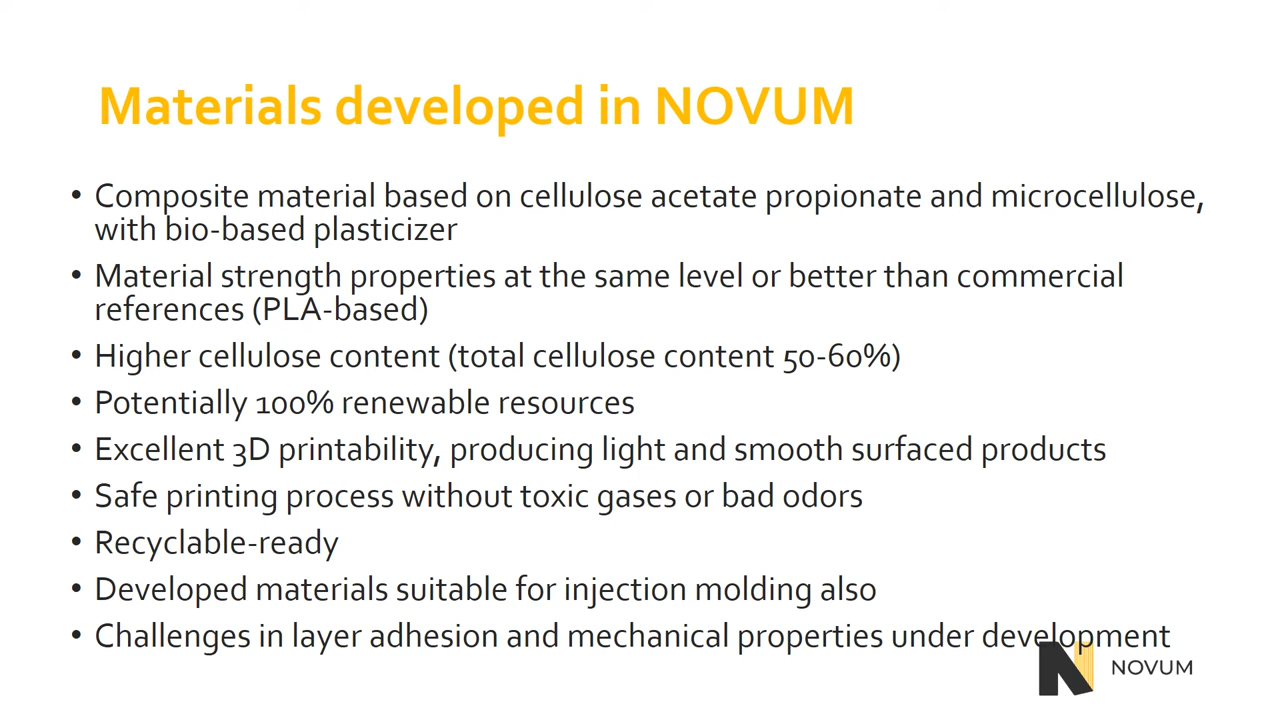 Materials developed in NOVUM
• Composite material based on cellulose acetate propionate and microcellulose,
with bio-based plasticizer
• Material strength properties at the same level or better than commercial
references (PLA-based)
• Higher cellulose content (total cellulose content 50-60%)
• Potentially 100% renewable resources
• Excellent 3D printability, producing light and smooth surfaced products
• Safe printing process without toxic gases or bad odors
• Recyclable-ready
• Developed materials suitable for injection molding also
• Challenges in layer adhesion and mechanical properties under development
NOVUM